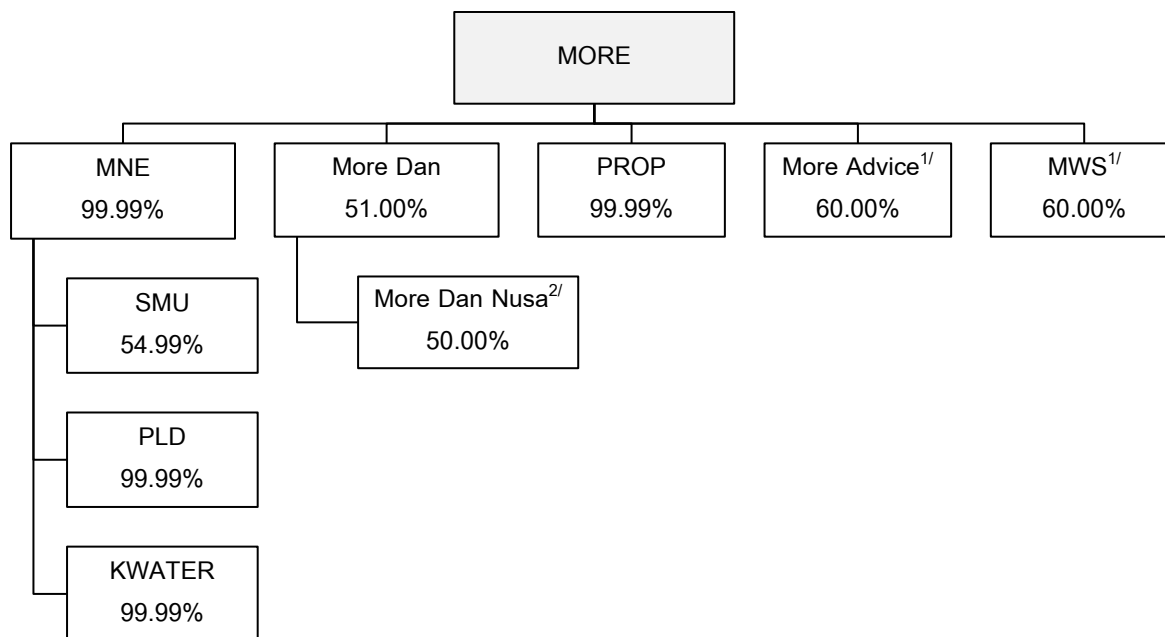 MORE
MNE
99.99%
More Dan
51.00%
PROP
99.99%
More Advice1/
60.00%
MWS1/
60.00%
SMU
54.99%
More Dan Nusa2/
50.00%
PLD
99.99%
KWATER
99.99%